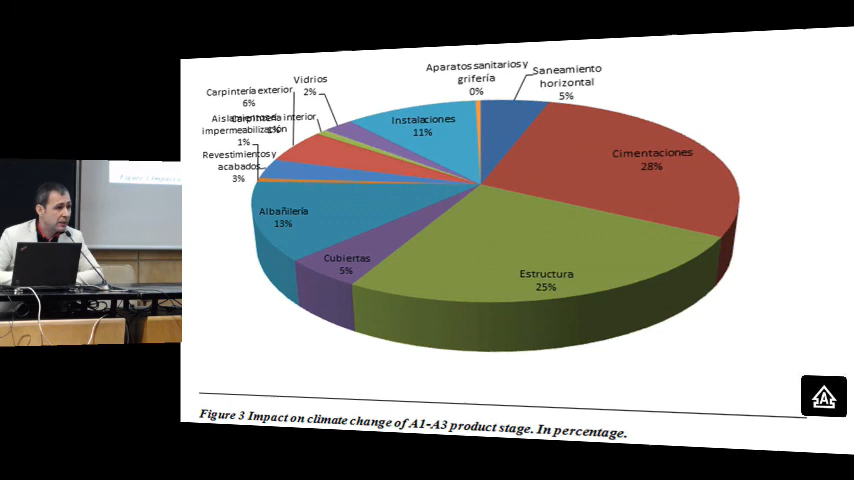 Aparatos sanitarios y
grifería
0%
Saneamiento
horizontal
5%
Vidrios
2%
Carpintería exterior
6%
Carpintería interior
1%
Aislamientos e
impermeabilización
1%
Revestimientos y
acabados
3%
Instalaciones
11%
Cimentaciones
28%
Albañilería
13%
Cubiertas
5%
Estructura
25%
Figure 3 Impact on climate change of A1-A3 product stage. In percentage.